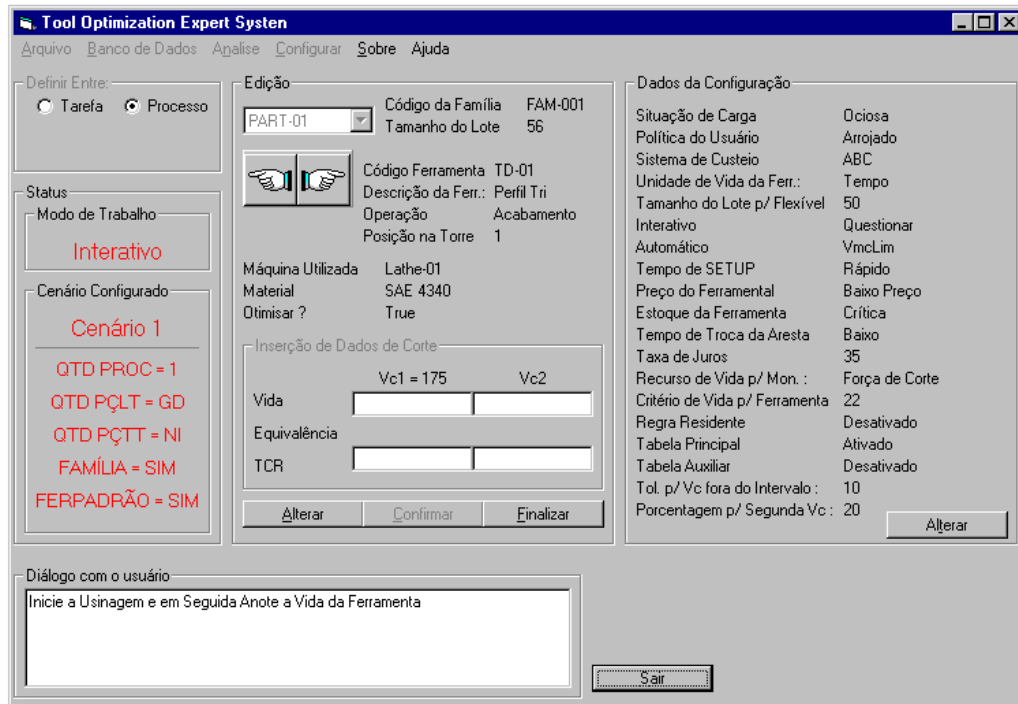 Tool Optimization Expert Systen
Arquivo Banco de Dados Analise Configurar Sobre Ajuda
Definir Entre:
Tarefa Processo
Status
Modo de Trabalho
Interativo
Cenário Configurado
Cenário 1
QTD PROC = 1
QTD PÇLT = GD
QTD PÇTT = NI
FAMÍLIA = SIM
FERPADRÃO = SIM
Edição
PART-01
Código da Família FAM-001
Tamanho do Lote 56
Código Ferramenta TD-01
Descrição da Ferr.: Perfil Tri
Operação Acabamento
Posição na Torre 1
Máquina Utilizada Lathe-01
Material SAE 4340
Otimisar ? True
Inserção de Dados de Corte
Vc1 = 175 Vc2
Vida
Equivalência
TCR
Alterar Confirmar Finalizar
Dados da Configuração
Situação de Carga Ociosa
Política do Usuário Arrojado
Sistema de Custeio ABC
Unidade de Vida da Ferr.: Tempo
Tamanho do Lote p/ Flexível 50
Interativo Questionar
Automático VmcLim
Tempo de SETUP Rápido
Preço do Ferramental Baixo Preço
Estoque da Ferramenta Crítica
Tempo de Troca da Aresta Baixo
Taxa de Juros 35
Recurso de Vida p/ Mon. : Força de Corte
Critério de Vida p/ Ferramenta 22
Regra Residente Desativado
Tabela Principal Ativado
Tabela Auxiliar Desativado
Tol. p/ Vc fora do Intervalo : 10
Porcentagem p/ Segunda Vc : 20
Alterar
Diálogo com o usuário
Inicie a Usinagem e em Seguida Anote a Vida da Ferramenta
Sair